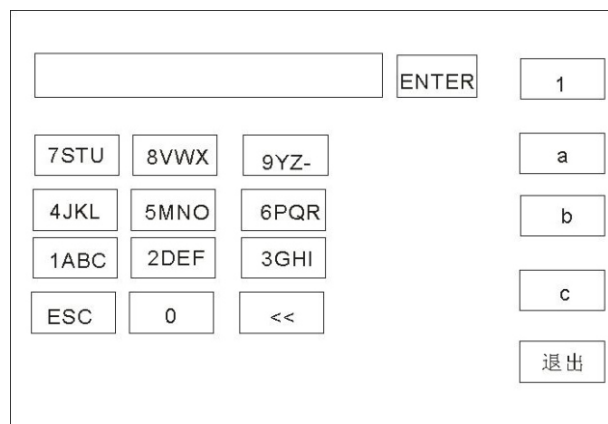 ENTER 1
7STU 8VWX 9YZ- a
4JKL 5MNO 6PQR b
1ABC 2DEF 3GHI
ESC 0 << c
退出